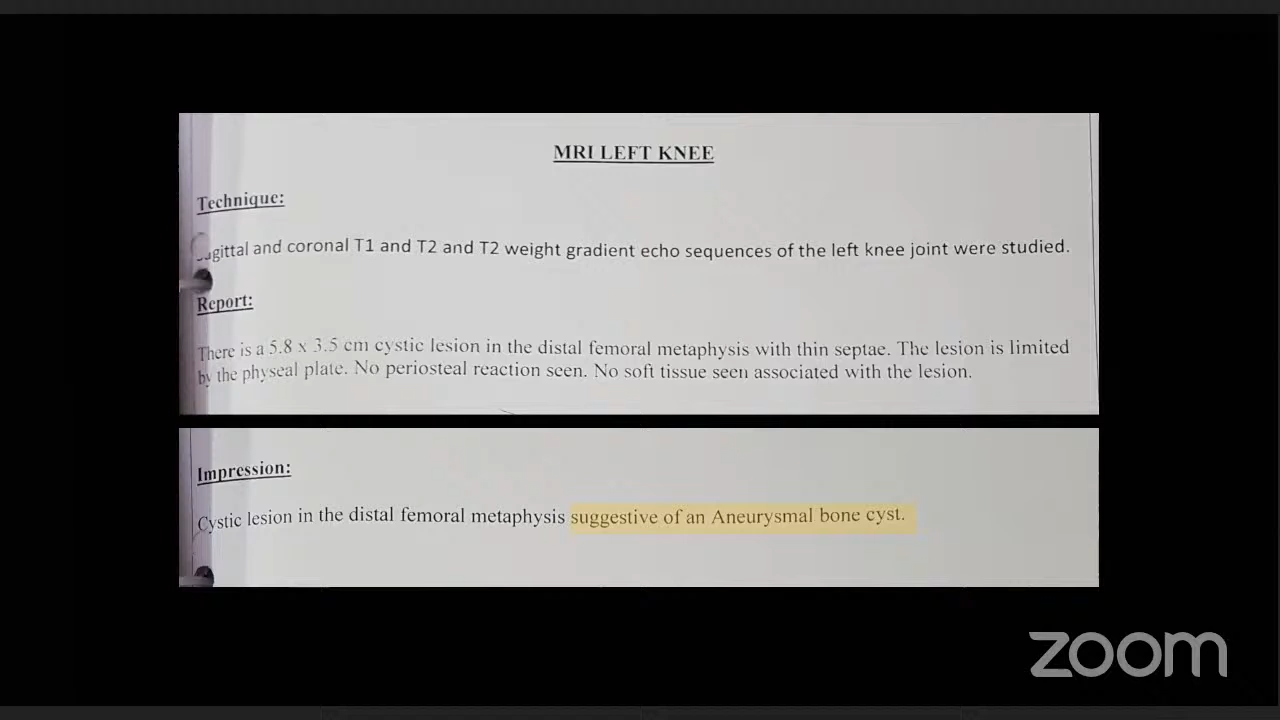 MRI LEFT KNEE
Technique:
and coronal T1 and T2 and T2 weight gradient echo sequences of the left knee joint were studied.
Report:
There is a 5.8 x 3.5 cm cystic lesion in the distal femoral metaphysis with thin septae. The lesion is limited
by the physeal plate. No periosteal reaction seen. No soft tissue seen associated with the lesion.
Impression:
Cystic lesion in the distal femoral metaphysis suggestive of an Aneurysmal bone cyst.
zoom